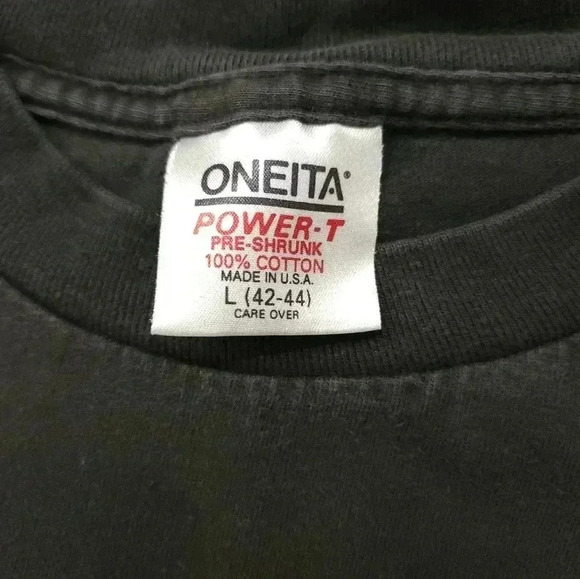 ONEITA®
POWER-T
PRE-SHRUNK
100% COTTON
MADE IN U.S.A.
L (42-44)
CARE OVER